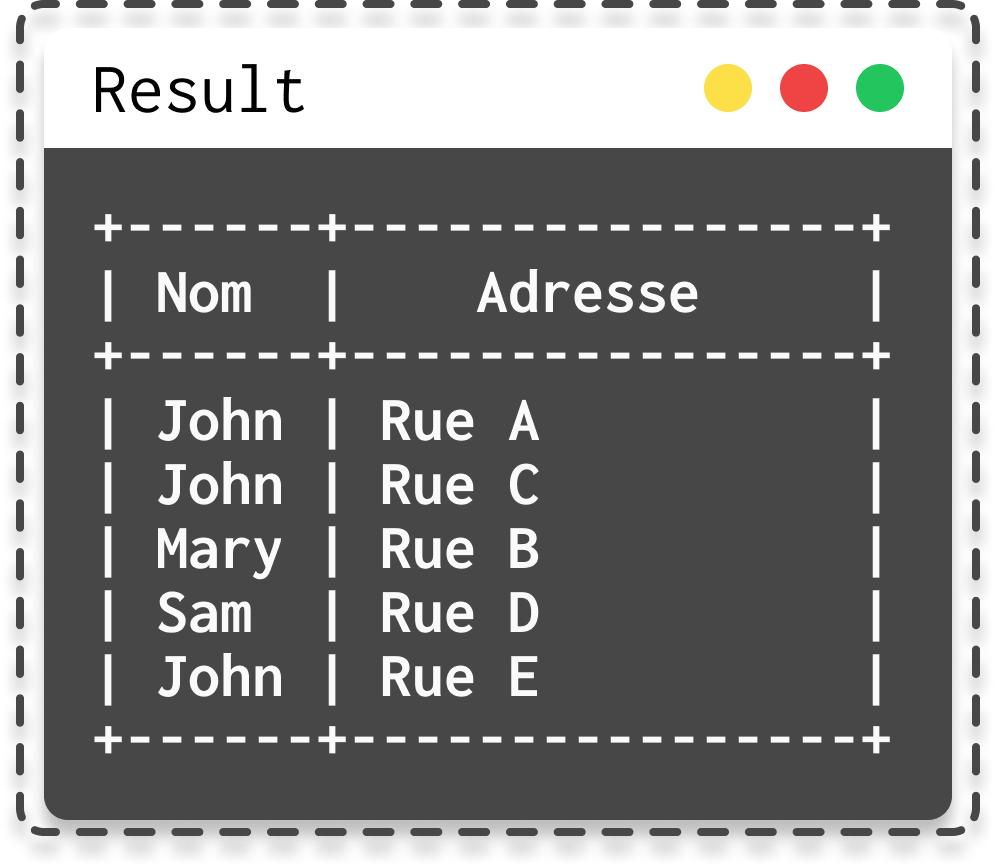 Result
+-------+----------------+
| Nom   |     Adresse     |
+-------+----------------+
| John  | Rue A          |
| John  | Rue C          |
| Mary  | Rue B          |
| Sam   | Rue D          |
| John  | Rue E          |
+-------+----------------+